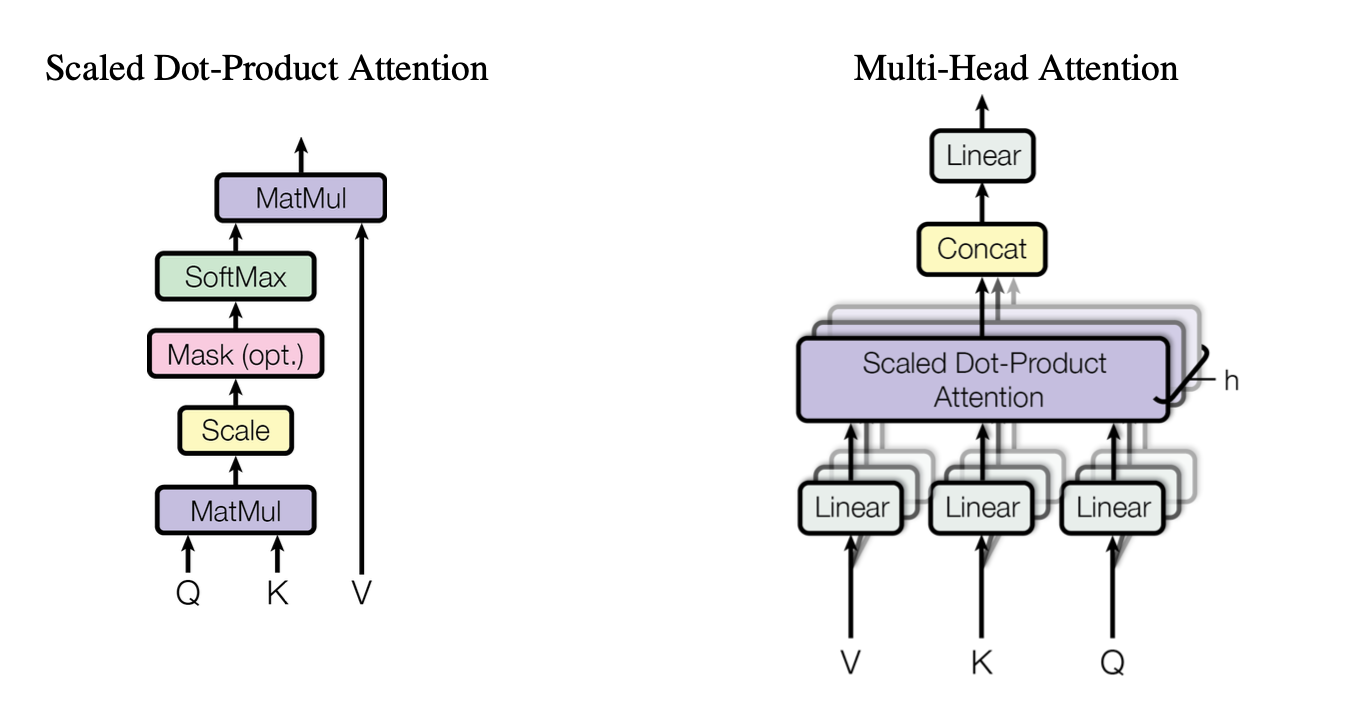 Scaled Dot-Product Attention
MatMul
SoftMax
Mask (opt.)
Scale
MatMul
Q K V
Multi-Head Attention
Linear
Concat
Scaled Dot-Product
Attention
h
Linear Linear Linear
V K Q